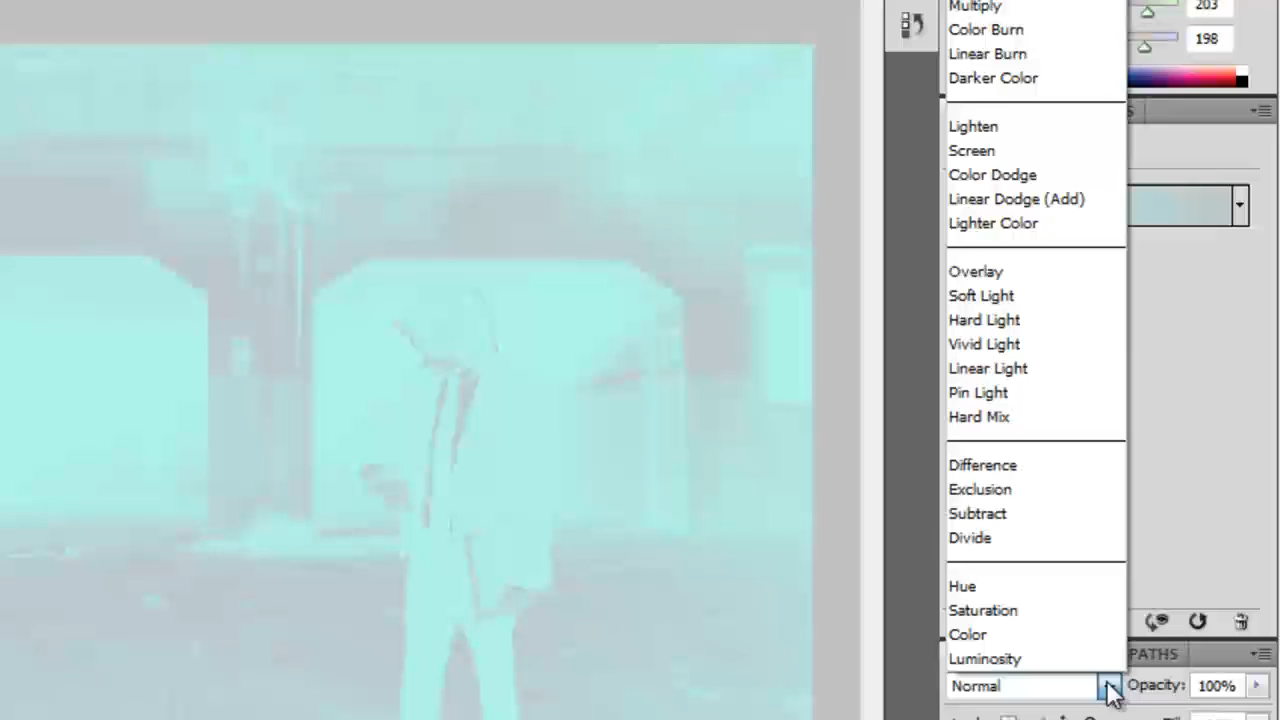 Multiply
203
Color Burn
198
Linear Burn
Darker Color
S
Lighten
Screen
Color Dodge
Linear Dodge (Add)
Lighter Color
Overlay
Soft Light
Hard Light
Vivid Light
Linear Light
Pin Light
Hard Mix
Difference
Exclusion
Subtract
Divide
Hue
Saturation
Color
Luminosity
PATHS
Normal
Opacity: 100%